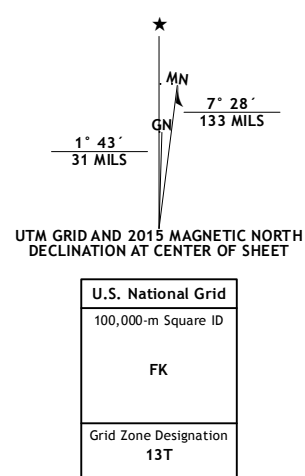 ★
MN
GN
7° 28´
133 MILS
1° 43´
31 MILS
UTM GRID AND 2015 MAGNETIC NORTH
DECLINATION AT CENTER OF SHEET
U.S. National Grid
100,000-m Square ID
FK
Grid Zone Designation
13T